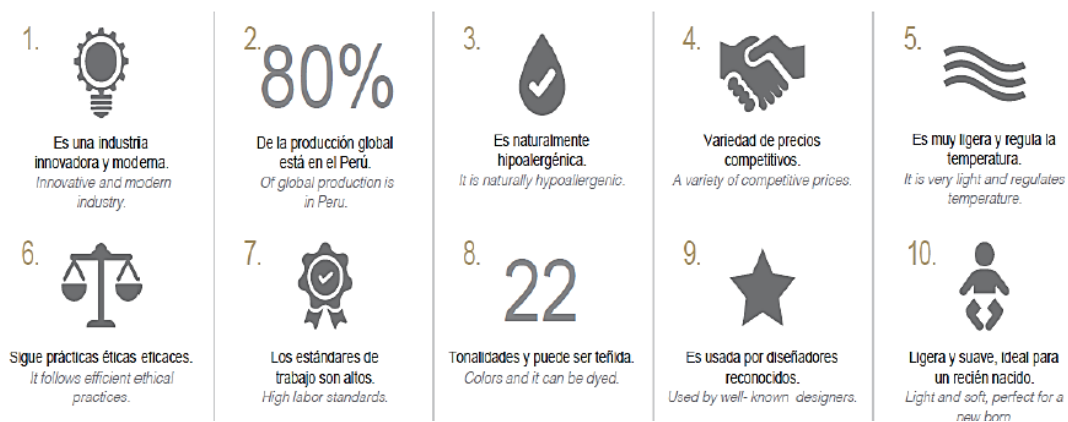 1.
Es una industria
innovadora y moderna.
Innovative and modern
industry.
2.
80%
De la producción global
está en el Perú.
Of global production is
in Peru.
3.
Es naturalmente
hipoalergénica.
It is naturally hypoallergenic.
4.
Variedad de precios
competitivos.
A variety of competitive prices.
5.
Es muy ligera y regula la
temperatura.
It is very light and regulates
temperature.
6.
Sigue prácticas éticas eficaces.
It follows efficient ethical
practices.
7.
Los estándares de
trabajo son altos.
High labor standards.
8.
22
Tonalidades y puede ser teñida.
Colors and it can be dyed.
9.
Es usada por diseñadores
reconocidos.
Used by well- known designers.
10.
Ligera y suave, ideal para
un recién nacido.
Light and soft, perfect for a
new born